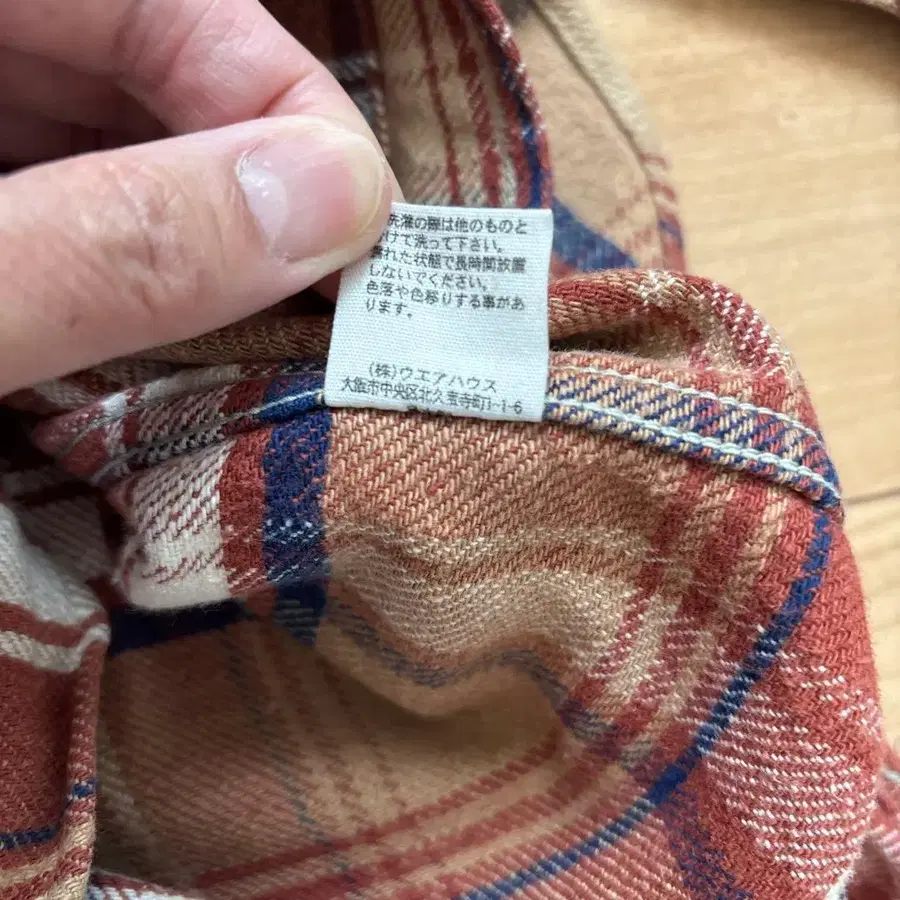 洗濯の際は他のものと
けて洗って下さい。
濡れた状態で長時間放置
しないでください。
色落や色移りする事があ
ります。
(株)ウエアハウス
大阪市中央区北久宝寺町1-1-6